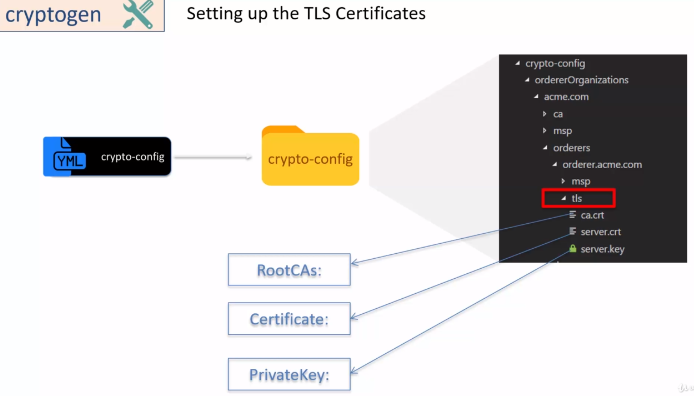 cryptogen
Setting up the TLS Certificates
crypto-config
ordererOrganizations
acme.com
ca
msp
orderers
orderer.acme.com
msp
tls
ca.crt
server.crt
server.key
YML
crypto-config
crypto-config
RootCAs:
Certificate:
PrivateKey: